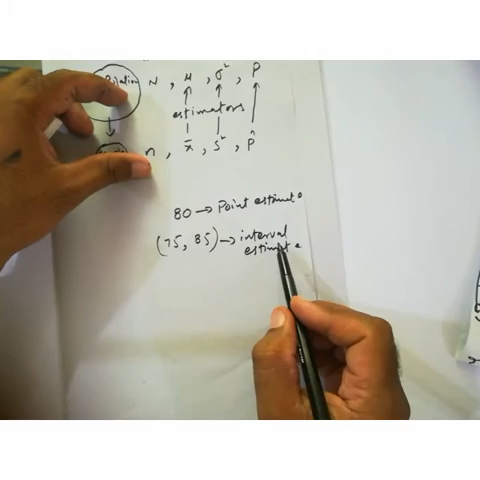 N, μ, σ², P
estimators
n, x̄, s², p̂
80 → Point estimate
(75, 85) → interval
estimate